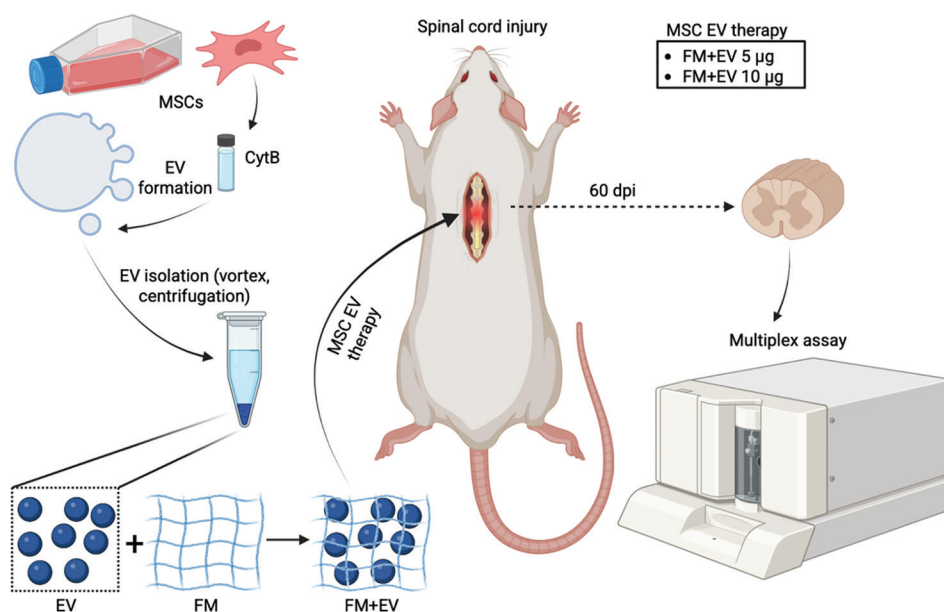 Spinal cord injury
MSC EV therapy
• FM+EV 5 µg
• FM+EV 10 µg
MSCs
CytB
EV
formation
60 dpi
EV isolation (vortex,
centrifugation)
MSC EV
therapy
Multiplex assay
+
EV
FM
FM+EV